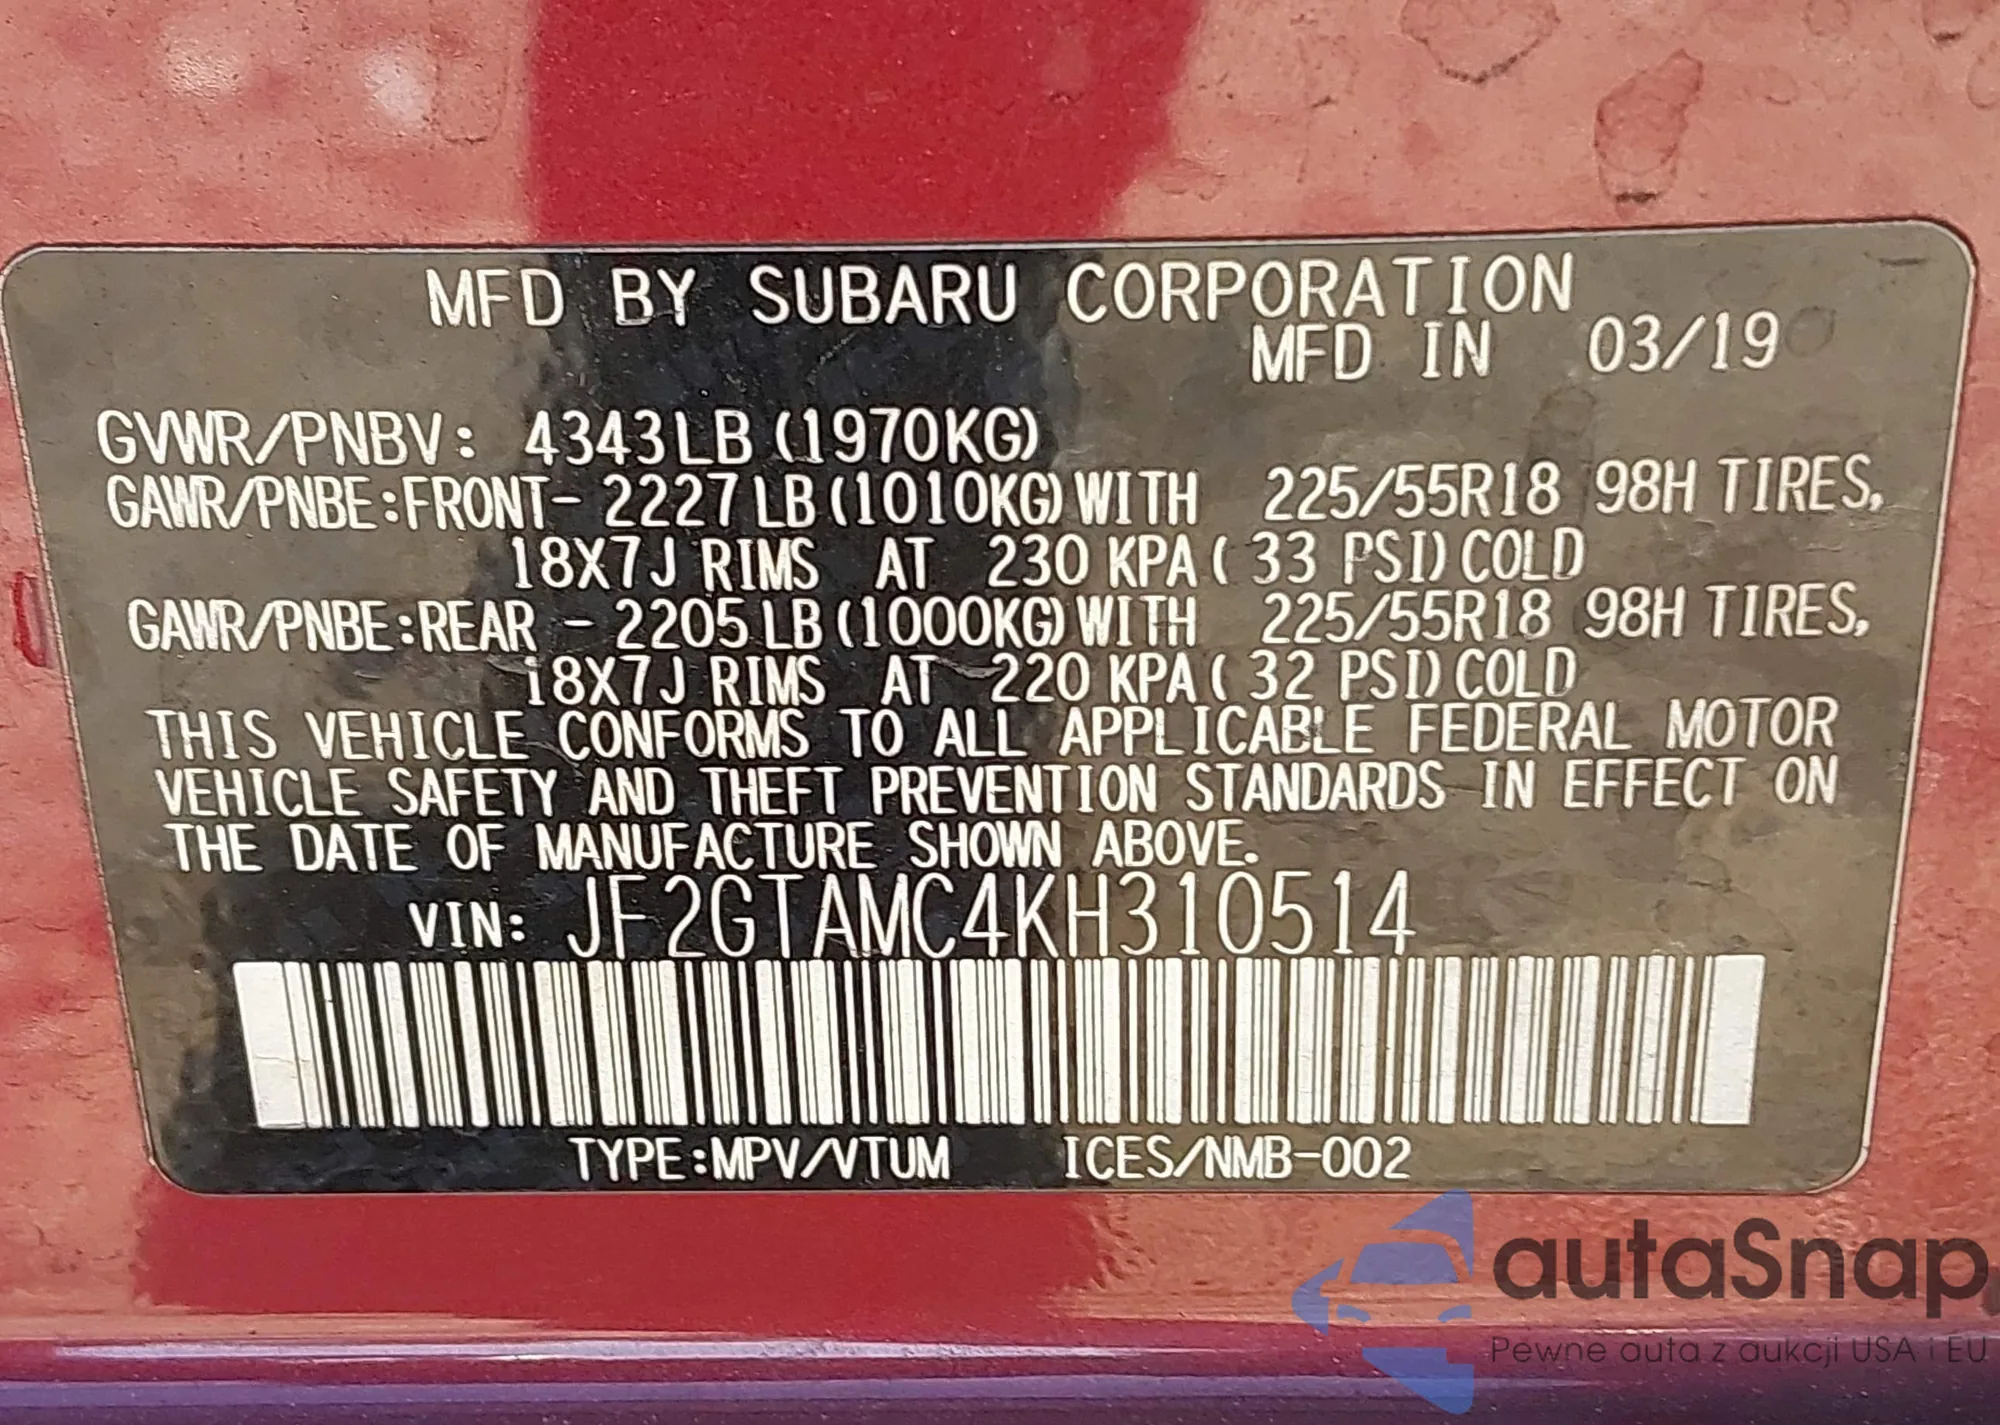 MFD BY SUBARU CORPORATION
MFD IN 03/19
GVWR/PNBV: 4343LB (1970KG)
GAWR/PNBE:FRONT- 2227LB(1010KG)WITH 225/55R18 98H TIRES,
18X7J RIMS AT 230 KPA( 33 PSI)COLD
GAWR/PNBE:REAR - 2205LB(1000KG)WITH 225/55R18 98H TIRES,
18X7J RIMS AT 220 KPA( 32 PSI)COLD
THIS VEHICLE CONFORMS TO ALL APPLICABLE FEDERAL MOTOR
VEHICLE SAFETY AND THEFT PREVENTION STANDARDS IN EFFECT ON
THE DATE OF MANUFACTURE SHOWN ABOVE.
VIN: JF2GTAMC4KH310514
TYPE:MPV/VTUM ICES/NMB-002
autaSnap
Pewne auta z aukcji USA i EU